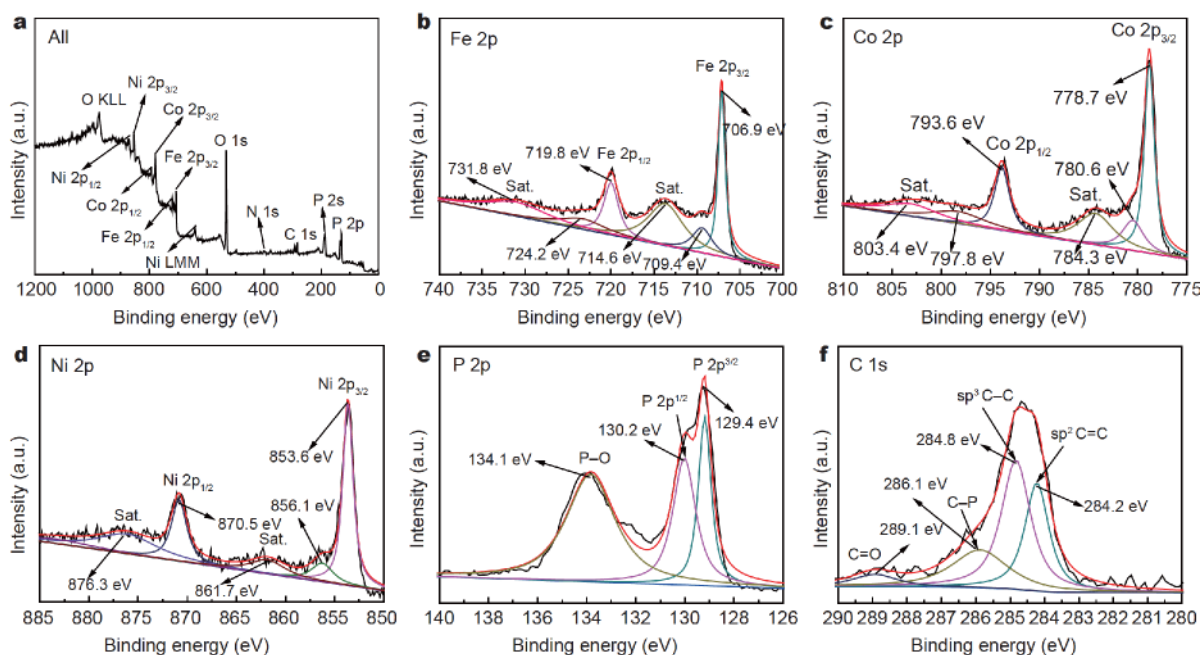 a All
O KLL
Ni 2p3/2
Co 2p3/2
O 1s
Fe 2p3/2
Ni 2p1/2
Co 2p1/2
Fe 2p1/2
Ni LMM
N 1s
C 1s
P 2s
P 2p
Intensity (a.u.)
1200 1000 800 600 400 200 0
Binding energy (eV)
b Fe 2p
Fe 2p3/2
706.9 eV
719.8 eV
Fe 2p1/2
731.8 eV
Sat.
Sat.
724.2 eV
714.6 eV
709.4 eV
Intensity (a.u.)
740 735 730 725 720 715 710 705 700
Binding energy (eV)
c Co 2p
Co 2p3/2
778.7 eV
793.6 eV
Co 2p1/2
780.6 eV
Sat.
Sat.
803.4 eV
797.8 eV
784.3 eV
Intensity (a.u.)
810 805 800 795 790 785 780 775
Binding energy (eV)
d Ni 2p
Ni 2p3/2
853.6 eV
Ni 2p1/2
870.5 eV
856.1 eV
Sat.
Sat.
876.3 eV
861.7 eV
Intensity (a.u.)
885 880 875 870 865 860 855 850
Binding energy (eV)
e P 2p
P 2p3/2
P 2p1/2
129.4 eV
130.2 eV
P–O
134.1 eV
Intensity (a.u.)
140 138 136 134 132 130 128 126
Binding energy (eV)
f C 1s
sp3 C–C
sp2 C=C
284.8 eV
286.1 eV
C–P
284.2 eV
289.1 eV
C=O
Intensity (a.u.)
290 289 288 287 286 285 284 283 282 281 280
Binding energy (eV)